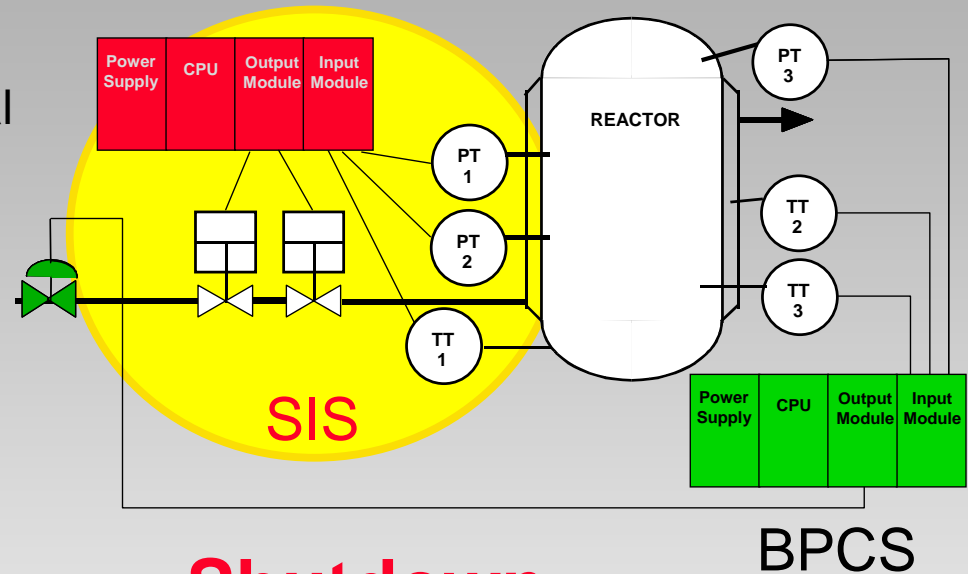 Power
Supply
CPU
Output
Module
Input
Module
PT
1
PT
2
TT
1
REACTOR
PT
3
TT
2
TT
3
SIS
Power
Supply
CPU
Output
Module
Input
Module
BPCS